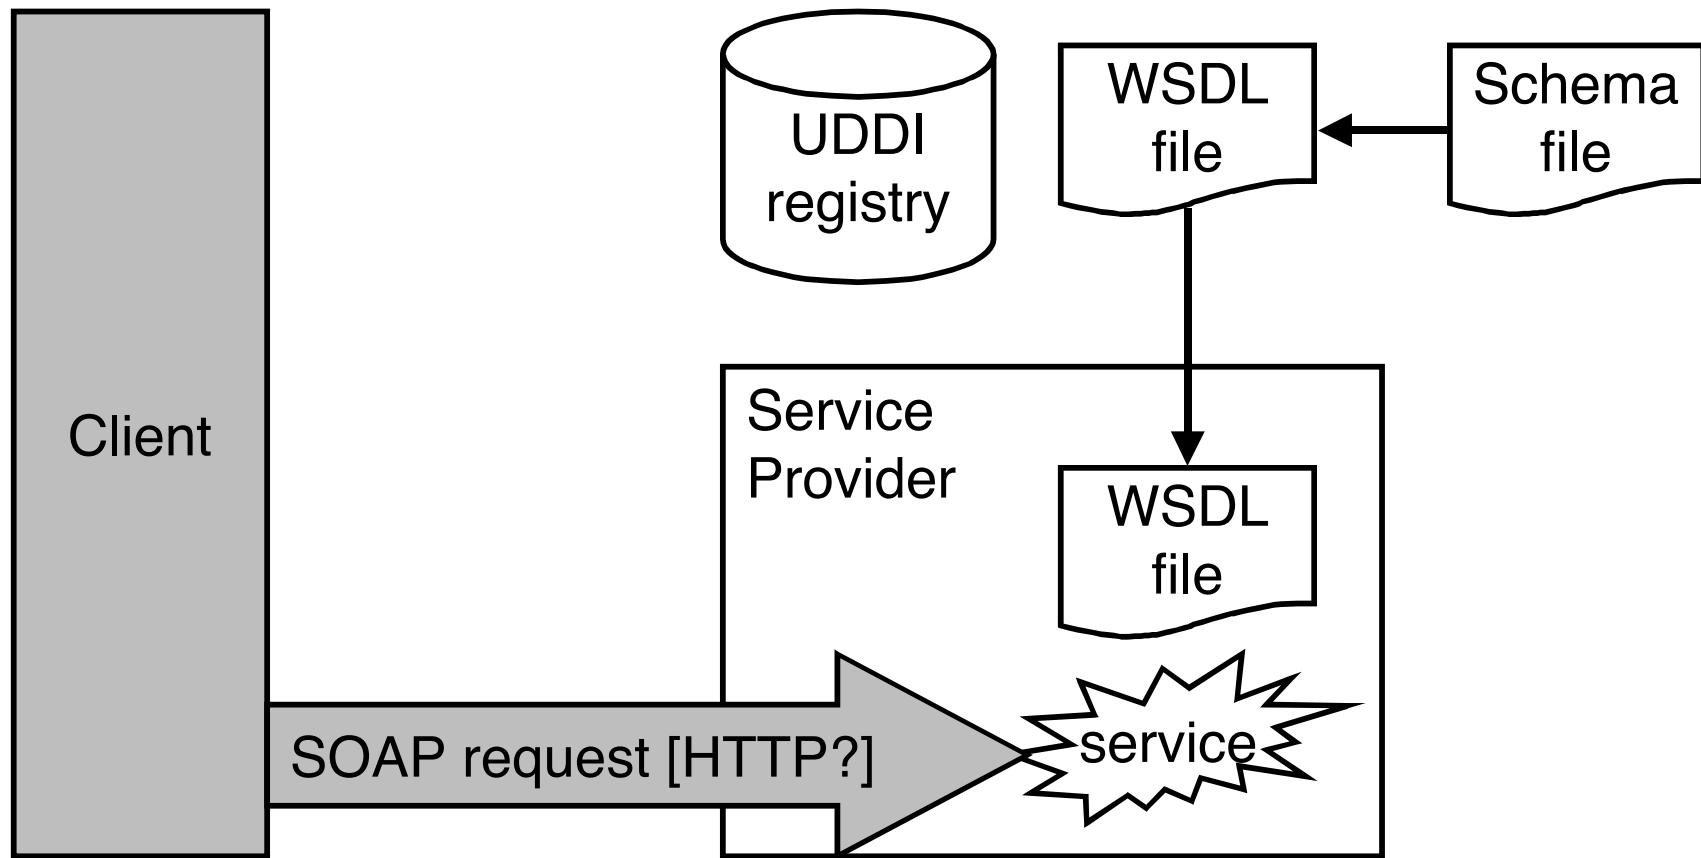 UDDI
registry
WSDL
file
Schema
file
Client
Service
Provider
WSDL
file
SOAP request [HTTP?]
service